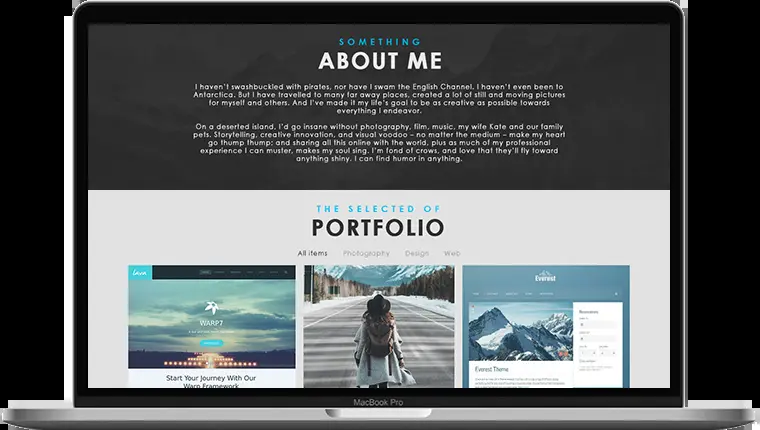 SOMETHING
ABOUT ME
I haven't swashbuckled with pirates, nor have I swam the English Channel. I haven't even been to
Antarctica. But I have travelled to many far away places, created a lot of still and moving pictures
for myself and others. And I've made it my life's goal to be as creative as possible towards
everything I endeavor.
On a deserted island, I'd go insane without photography, film, music, my wife Kate and our family
pets. Storytelling, creative innovation, and visual voodoo – no matter the medium – make my heart
go thump thump; and sharing all this online with the world, plus as much of my professional
experience I can muster, makes my soul sing. I'm fond of crows, and love that they'll fly toward
anything shiny. I can find humor in anything.
THE SELECTED OF
PORTFOLIO
All items Photography Design Web
lava
WARP7
Start Your Journey With Our
Warp Framework
Everest
Everest Theme
MacBook Pro